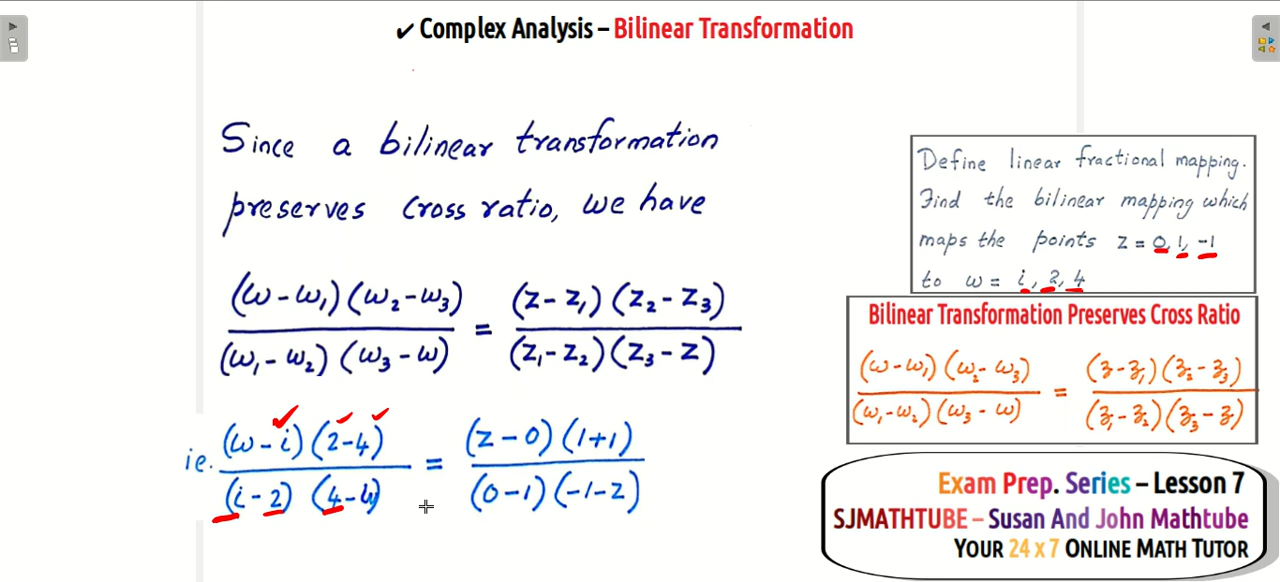 ✔ Complex Analysis – Bilinear Transformation
Since a bilinear transformation
preserves cross ratio, we have
(ω-ω₁)(ω₂-ω₃) / (ω₁-ω₂)(ω₃-ω) = (z-z₁)(z₂-z₃) / (z₁-z₂)(z₃-z)
ie. (ω-i)(2-4) / (i-2)(4-ω) = (z-0)(1+1) / (0-1)(-1-z)
Define linear fractional mapping.
Find the bilinear mapping which
maps the points z = 0, 1, -1
to ω = i, 2, 4
Bilinear Transformation Preserves Cross Ratio
(ω-ω₁)(ω₂-ω₃) / (ω₁-ω₂)(ω₃-ω) = (z-z₁)(z₂-z₃) / (z₁-z₂)(z₃-z)
Exam Prep. Series – Lesson 7
SJMATHTUBE – Susan And John Mathtube
YOUR 24 x 7 ONLINE MATH TUTOR